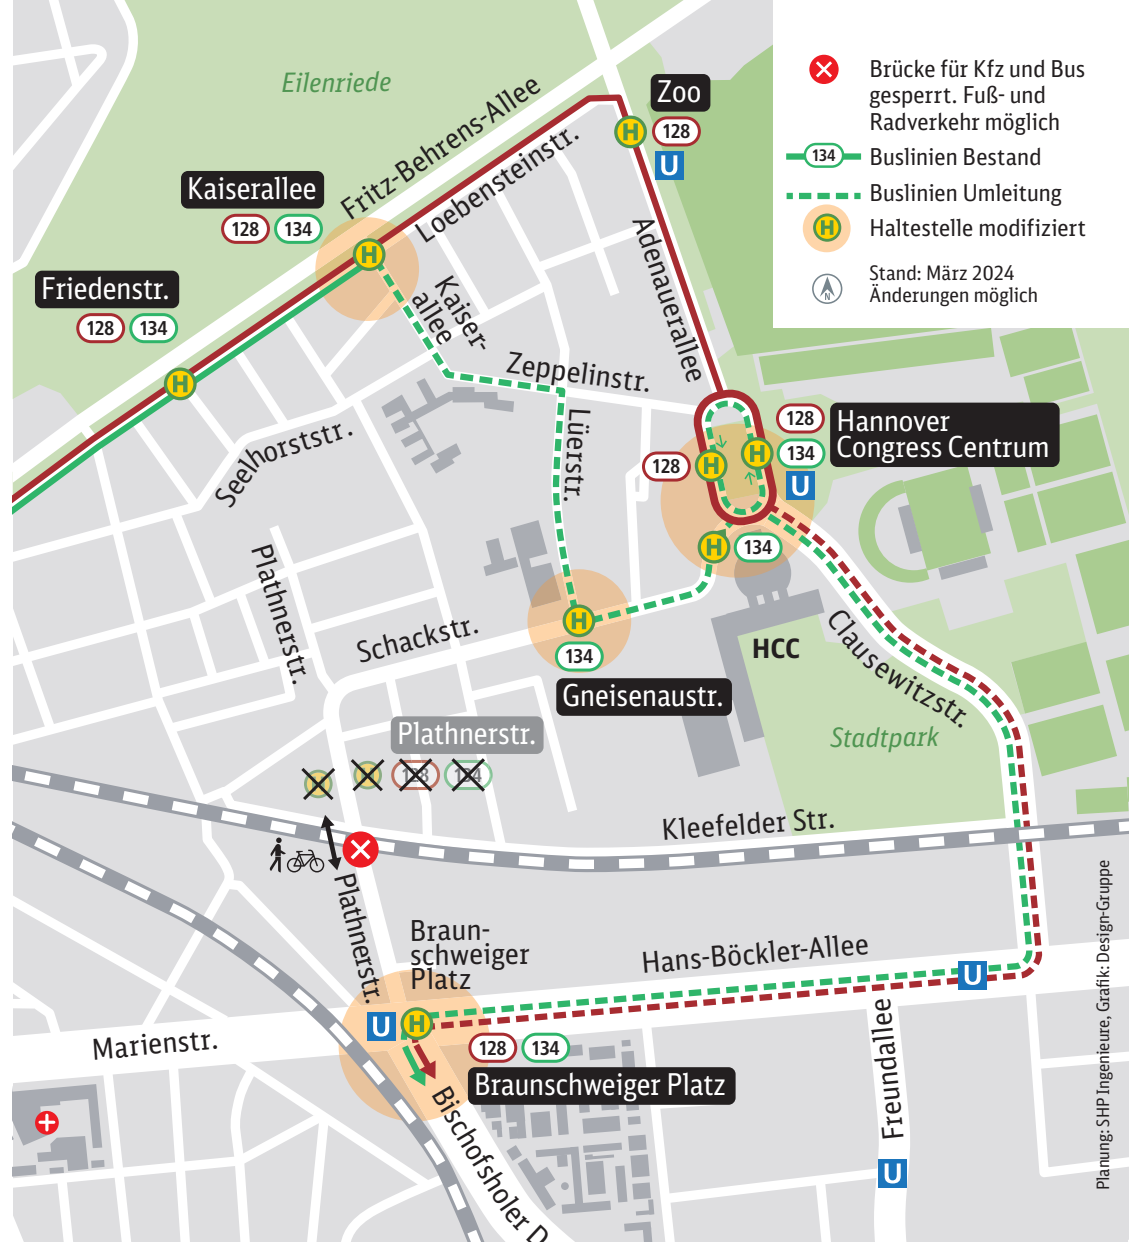 Eilenriede
Zoo
H
128
U
Fritz-Behrens-Allee
Loebensteinstr.
Kaiserallee
128
134
H
Friedenstr.
128
134
H
Kaiser-
allee
Adenauerallee
Zeppelinstr.
Seelhorststr.
Lüerstr.
128
H
H
128
134
U
Hannover
Congress Centrum
H
134
Plathnerstr.
Schackstr.
H
134
Gneisenaustr.
HCC
Clausewitzstr.
Stadtpark
Plathnerstr.
H
H
128
134
Kleefelder Str.
Plathnerstr.
Braun-
schweiger
Platz
Hans-Böckler-Allee
U
U
H
128
134
Braunschweiger Platz
Marienstr.
Bischofsholer D
Freundallee
U
Brücke für Kfz und Bus
gesperrt. Fuß- und
Radverkehr möglich
134
Buslinien Bestand
Buslinien Umleitung
H
Haltestelle modifiziert
N
Stand: März 2024
Änderungen möglich
Planung: SHP Ingenieure, Grafik: Design-Gruppe